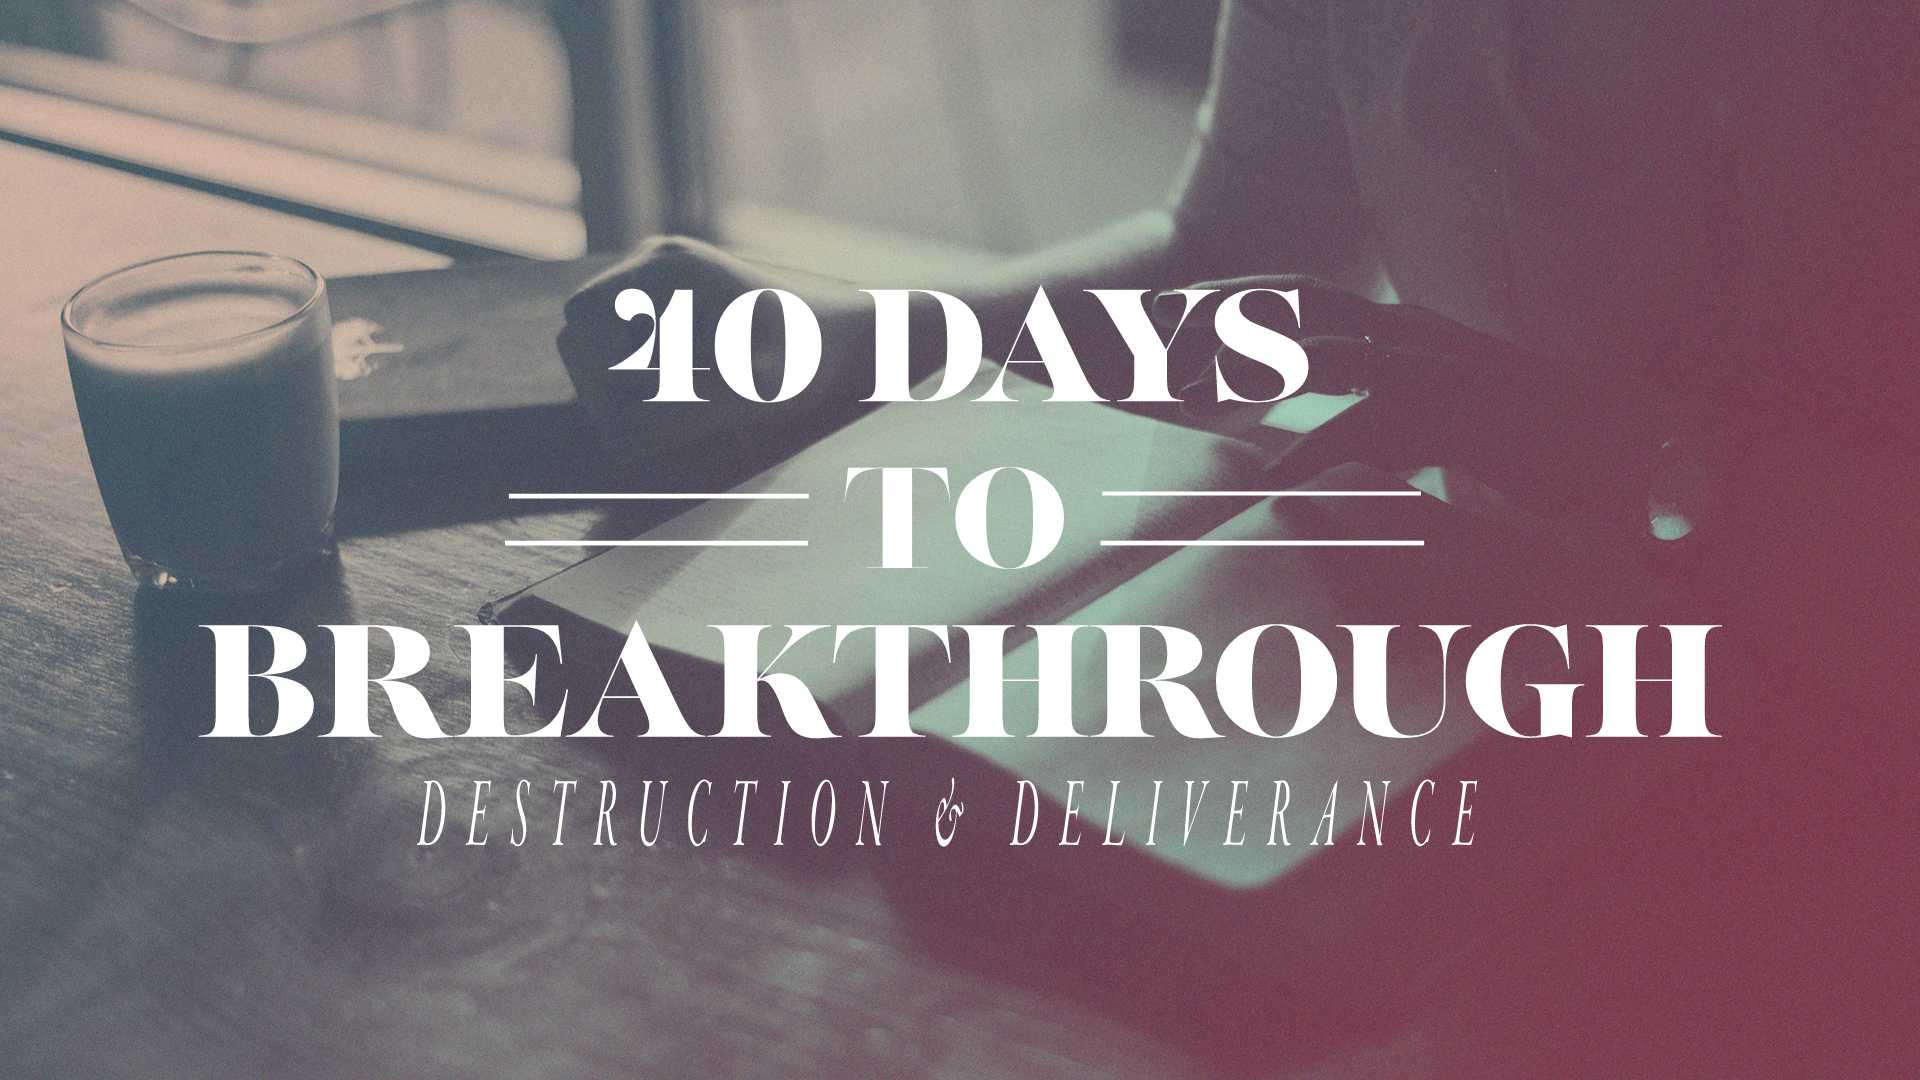 40 DAYS
TO
BREAKTHROUGH
DESTRUCTION & DELIVERANCE